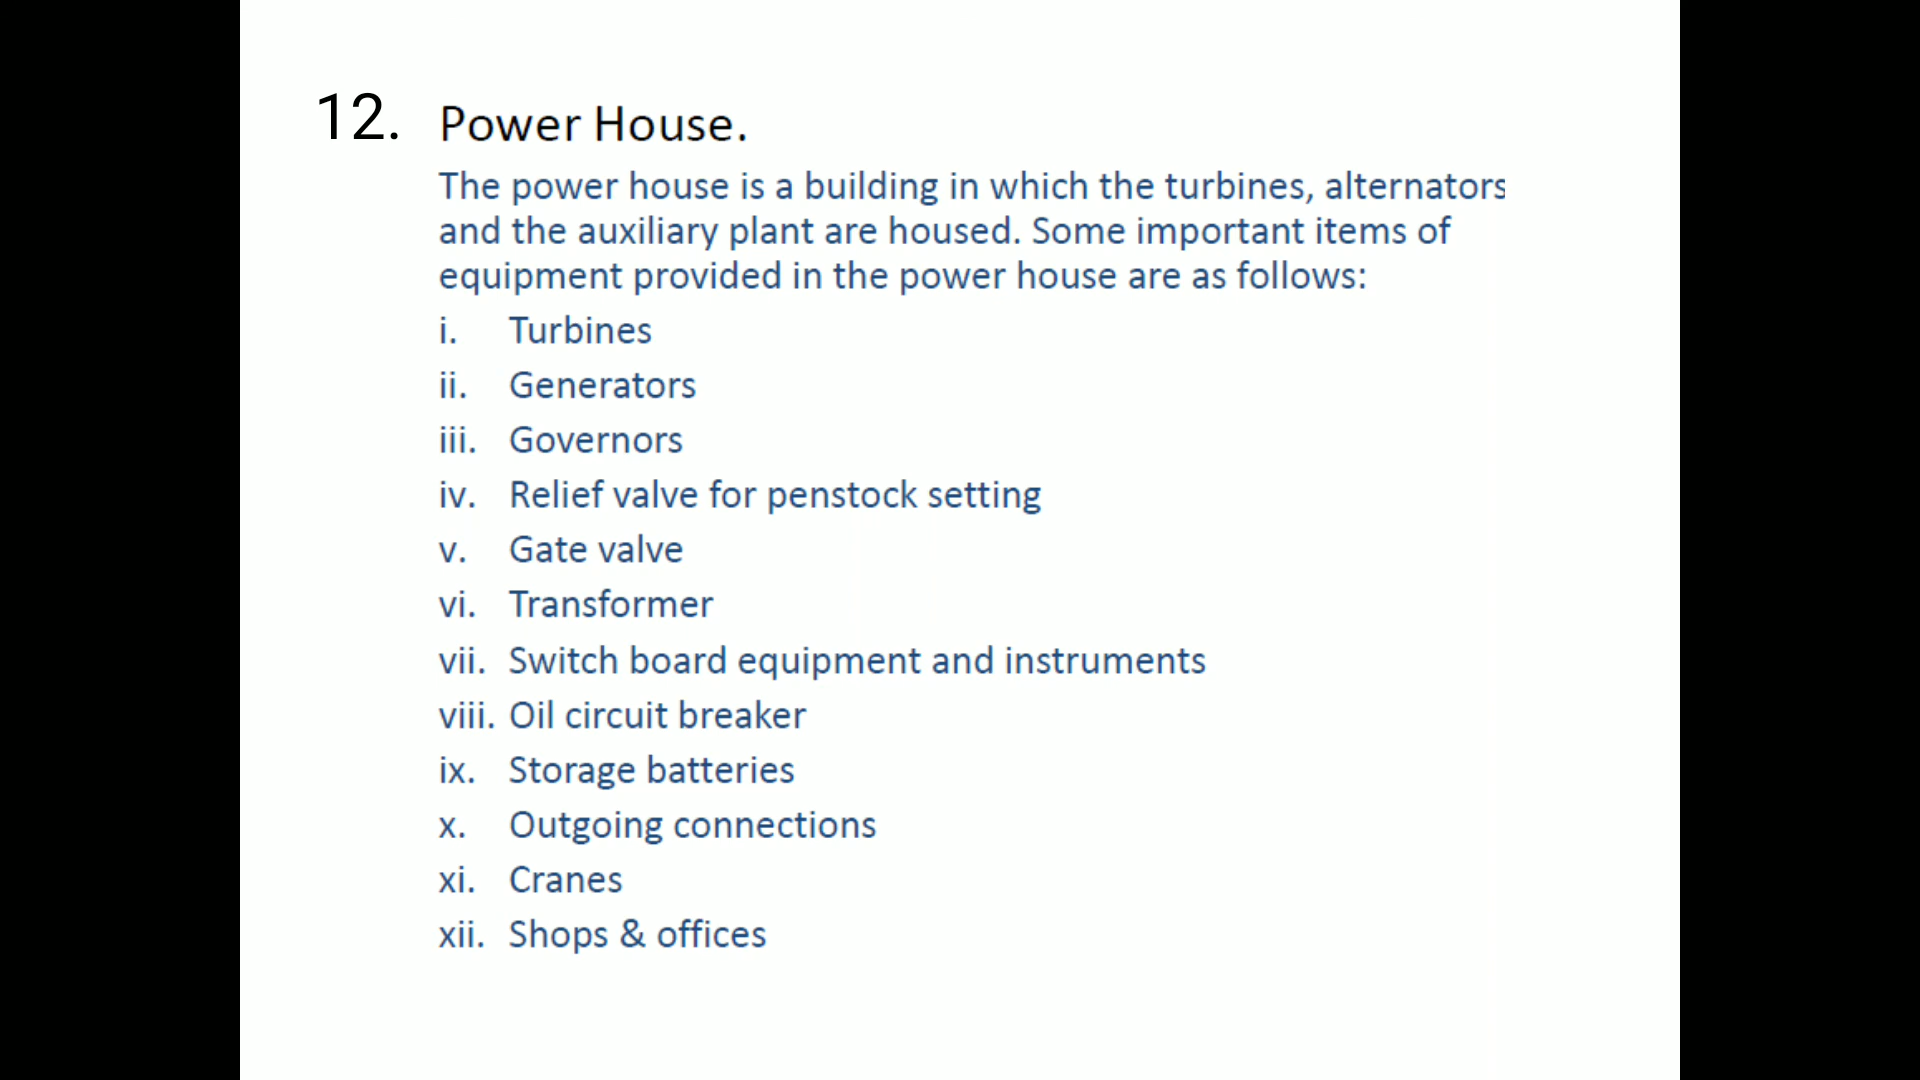 12. Power House.
The power house is a building in which the turbines, alternators
and the auxiliary plant are housed. Some important items of
equipment provided in the power house are as follows:
i. Turbines
ii. Generators
iii. Governors
iv. Relief valve for penstock setting
v. Gate valve
vi. Transformer
vii. Switch board equipment and instruments
viii. Oil circuit breaker
ix. Storage batteries
x. Outgoing connections
xi. Cranes
xii. Shops & offices